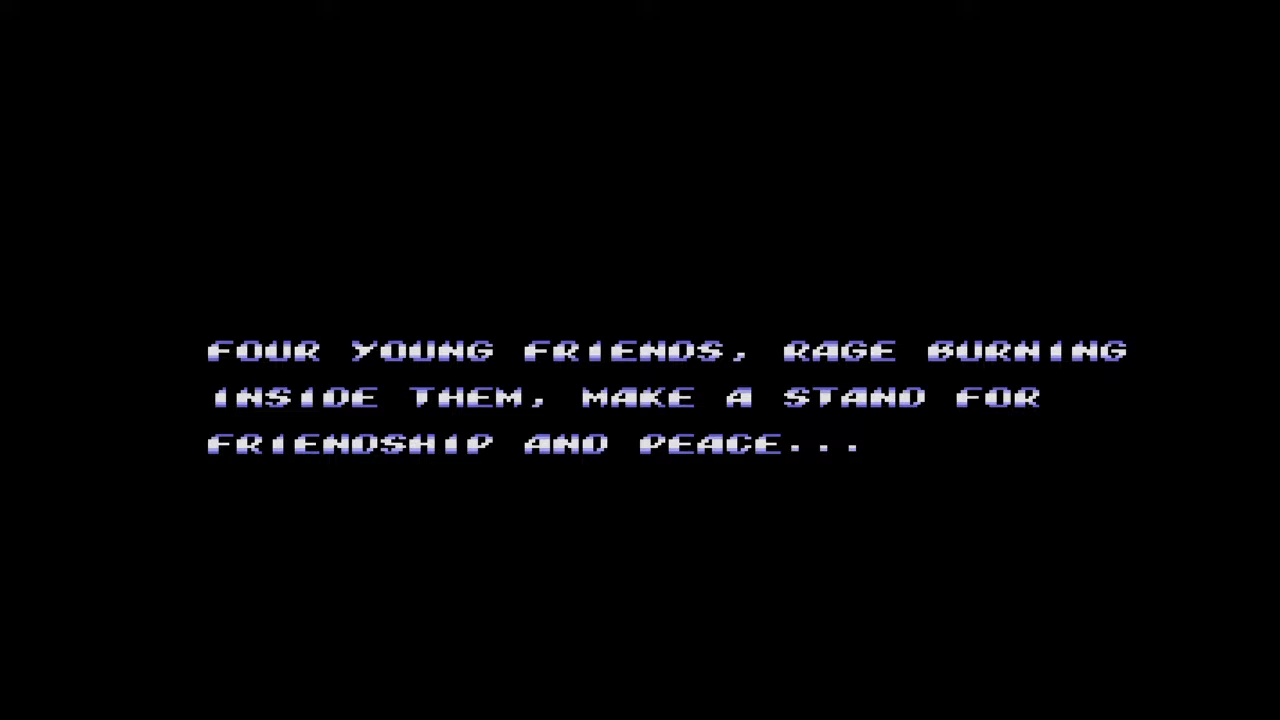 FOUR YOUNG FRIENDS, RAGE BURNING
INSIDE THEM, MAKE A STAND FOR
FRIENDSHIP AND PEACE...